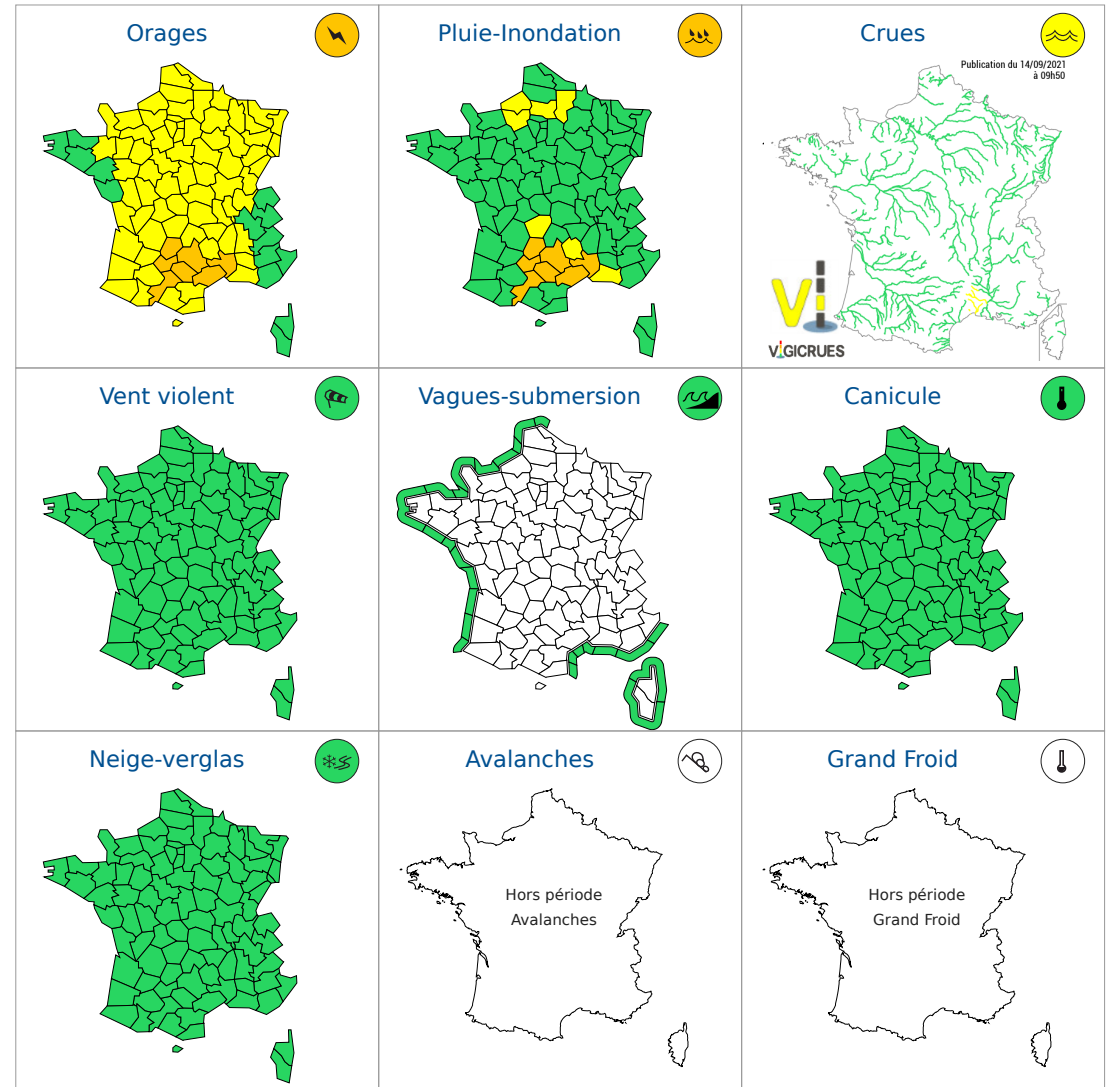 Orages
Pluie-Inondation
Crues
Publication du 14/09/2021
à 09h50
Vi
VIGICRUES
Vent violent
Vagues-submersion
Canicule
Neige-verglas
Avalanches
Grand Froid
Hors période
Avalanches
Hors période
Grand Froid